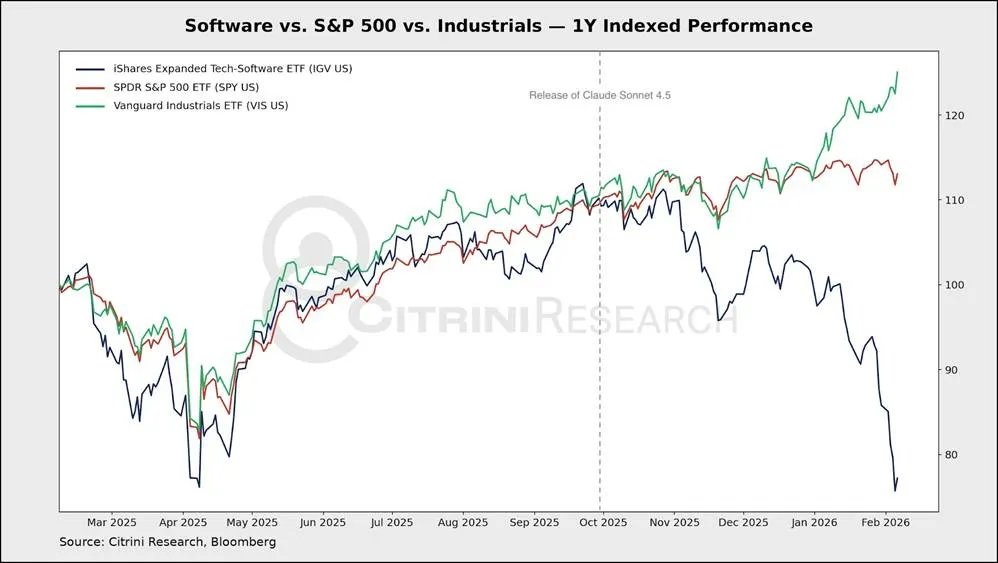 Software vs. S&P 500 vs. Industrials — 1Y Indexed Performance
iShares Expanded Tech-Software ETF (IGV US)
SPDR S&P 500 ETF (SPY US)
Vanguard Industrials ETF (VIS US)
Release of Claude Sonnet 4.5
CITRINI RESEARCH
120
110
100
90
80
Mar 2025 Apr 2025 May 2025 Jun 2025 Jul 2025 Aug 2025 Sep 2025 Oct 2025 Nov 2025 Dec 2025 Jan 2026 Feb 2026
Source: Citrini Research, Bloomberg